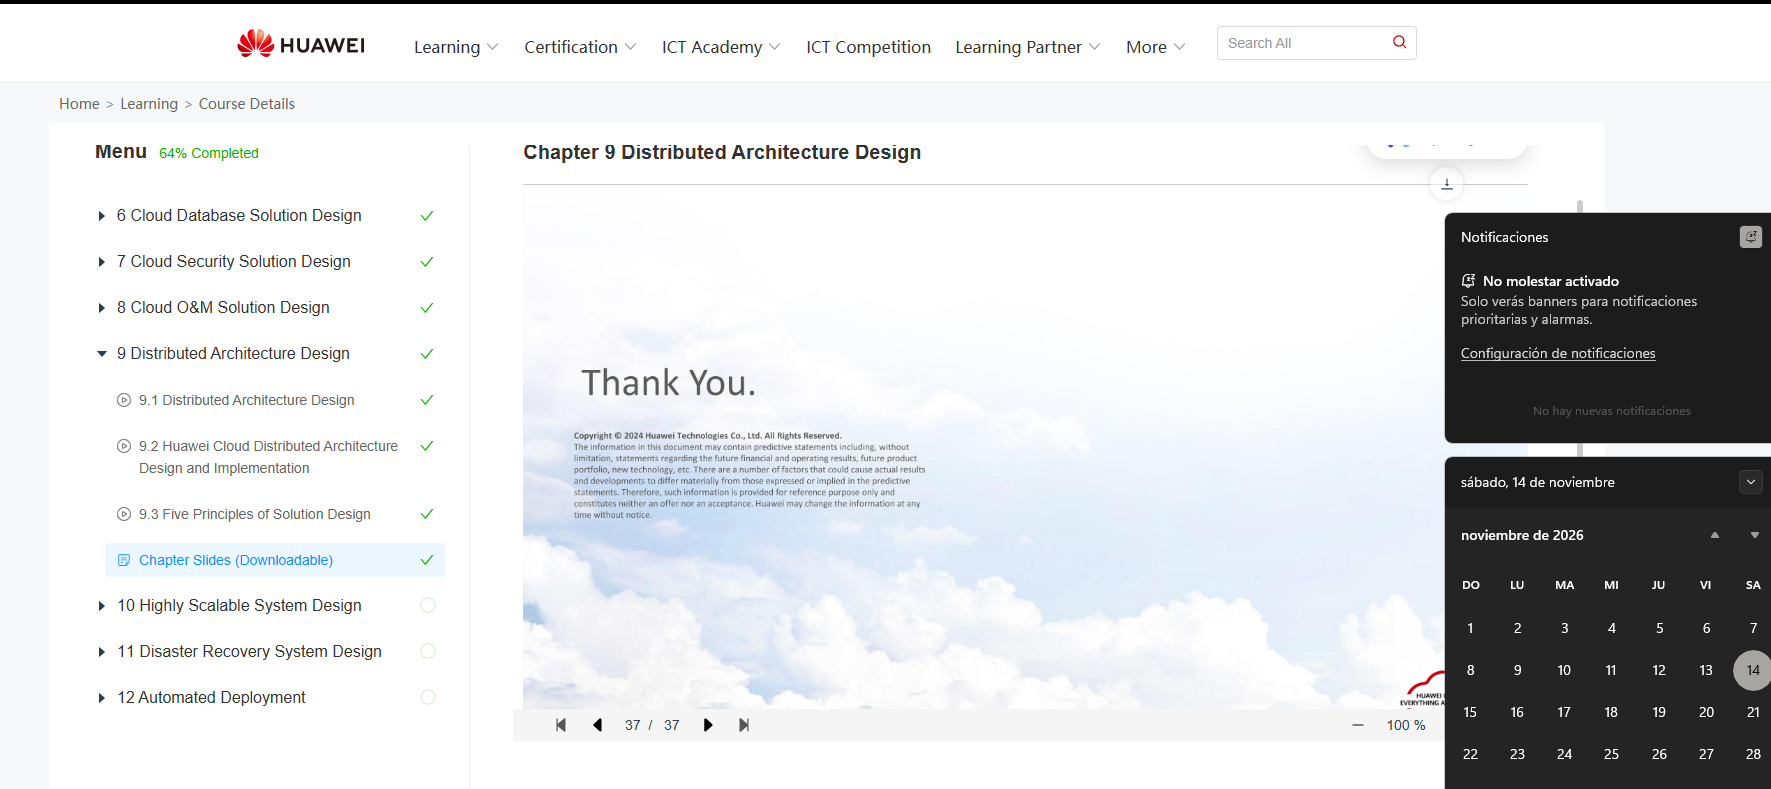 HUAWEI
Learning
Certification
ICT Academy
ICT Competition
Learning Partner
More
Search All
Home > Learning > Course Details
Menu 64% Completed
6 Cloud Database Solution Design
7 Cloud Security Solution Design
8 Cloud O&M Solution Design
9 Distributed Architecture Design
9.1 Distributed Architecture Design
9.2 Huawei Cloud Distributed Architecture
Design and Implementation
9.3 Five Principles of Solution Design
Chapter Slides (Downloadable)
10 Highly Scalable System Design
11 Disaster Recovery System Design
12 Automated Deployment
Chapter 9 Distributed Architecture Design
Thank You.
Copyright © 2024 Huawei Technologies Co., Ltd. All Rights Reserved.
The information in this document may contain predictive statements including, without
limitation, statements regarding the future financial and operating results, future product
portfolio, new technology, etc. There are a number of factors that could cause actual results
and developments to differ materially from those expressed or implied in the predictive
statements. Therefore, such information is provided for reference purpose only and
constitutes neither an offer nor an acceptance. Huawei may change the information at any
time without notice.
HUAWEI
EVERYTHING
37 / 37
100 %
Notificaciones
No molestar activado
Solo verás banners para notificaciones
prioritarias y alarmas.
Configuración de notificaciones
No hay nuevas notificaciones
sábado, 14 de noviembre
noviembre de 2026
DO LU MA MI JU VI SA
1 2 3 4 5 6 7
8 9 10 11 12 13 14
15 16 17 18 19 20 21
22 23 24 25 26 27 28